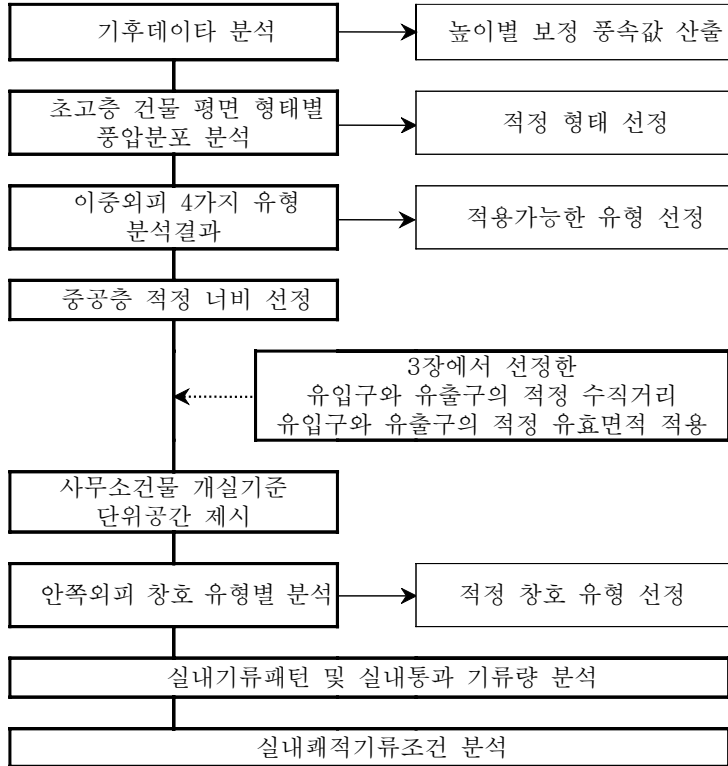 기후데이타 분석
높이별 보정 풍속값 산출
초고층 건물 평면 형태별
풍압분포 분석
적정 형태 선정
이중외피 4가지 유형
분석결과
적용가능한 유형 선정
중공층 적정 너비 선정
3장에서 선정한
유입구와 유출구의 적정 수직거리
유입구와 유출구의 적정 유효면적 적용
사무소건물 개실기준
단위공간 제시
안쪽외피 창호 유형별 분석
적정 창호 유형 선정
실내기류패턴 및 실내통과 기류량 분석
실내쾌적기류조건 분석